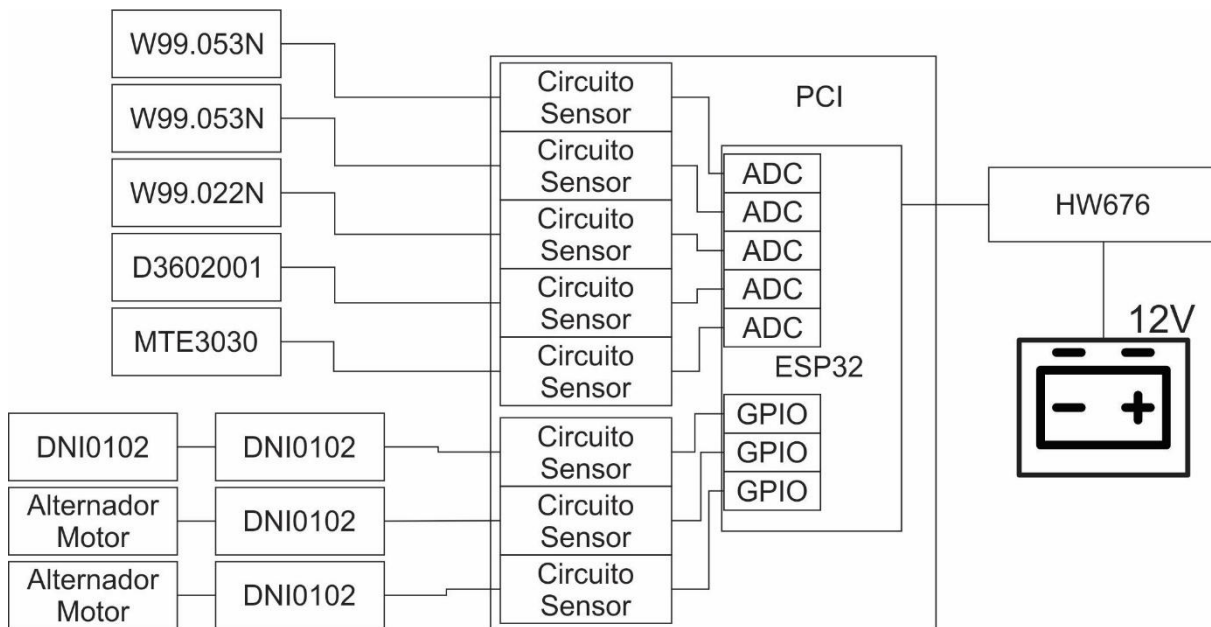 W99.053N
W99.053N
W99.022N
D3602001
MTE3030
DNI0102
DNI0102
Alternador
Motor
DNI0102
Alternador
Motor
DNI0102
Circuito
Sensor
Circuito
Sensor
Circuito
Sensor
Circuito
Sensor
Circuito
Sensor
Circuito
Sensor
Circuito
Sensor
Circuito
Sensor
PCI
ADC
ADC
ADC
ADC
ADC
ESP32
GPIO
GPIO
GPIO
HW676
12V
- +